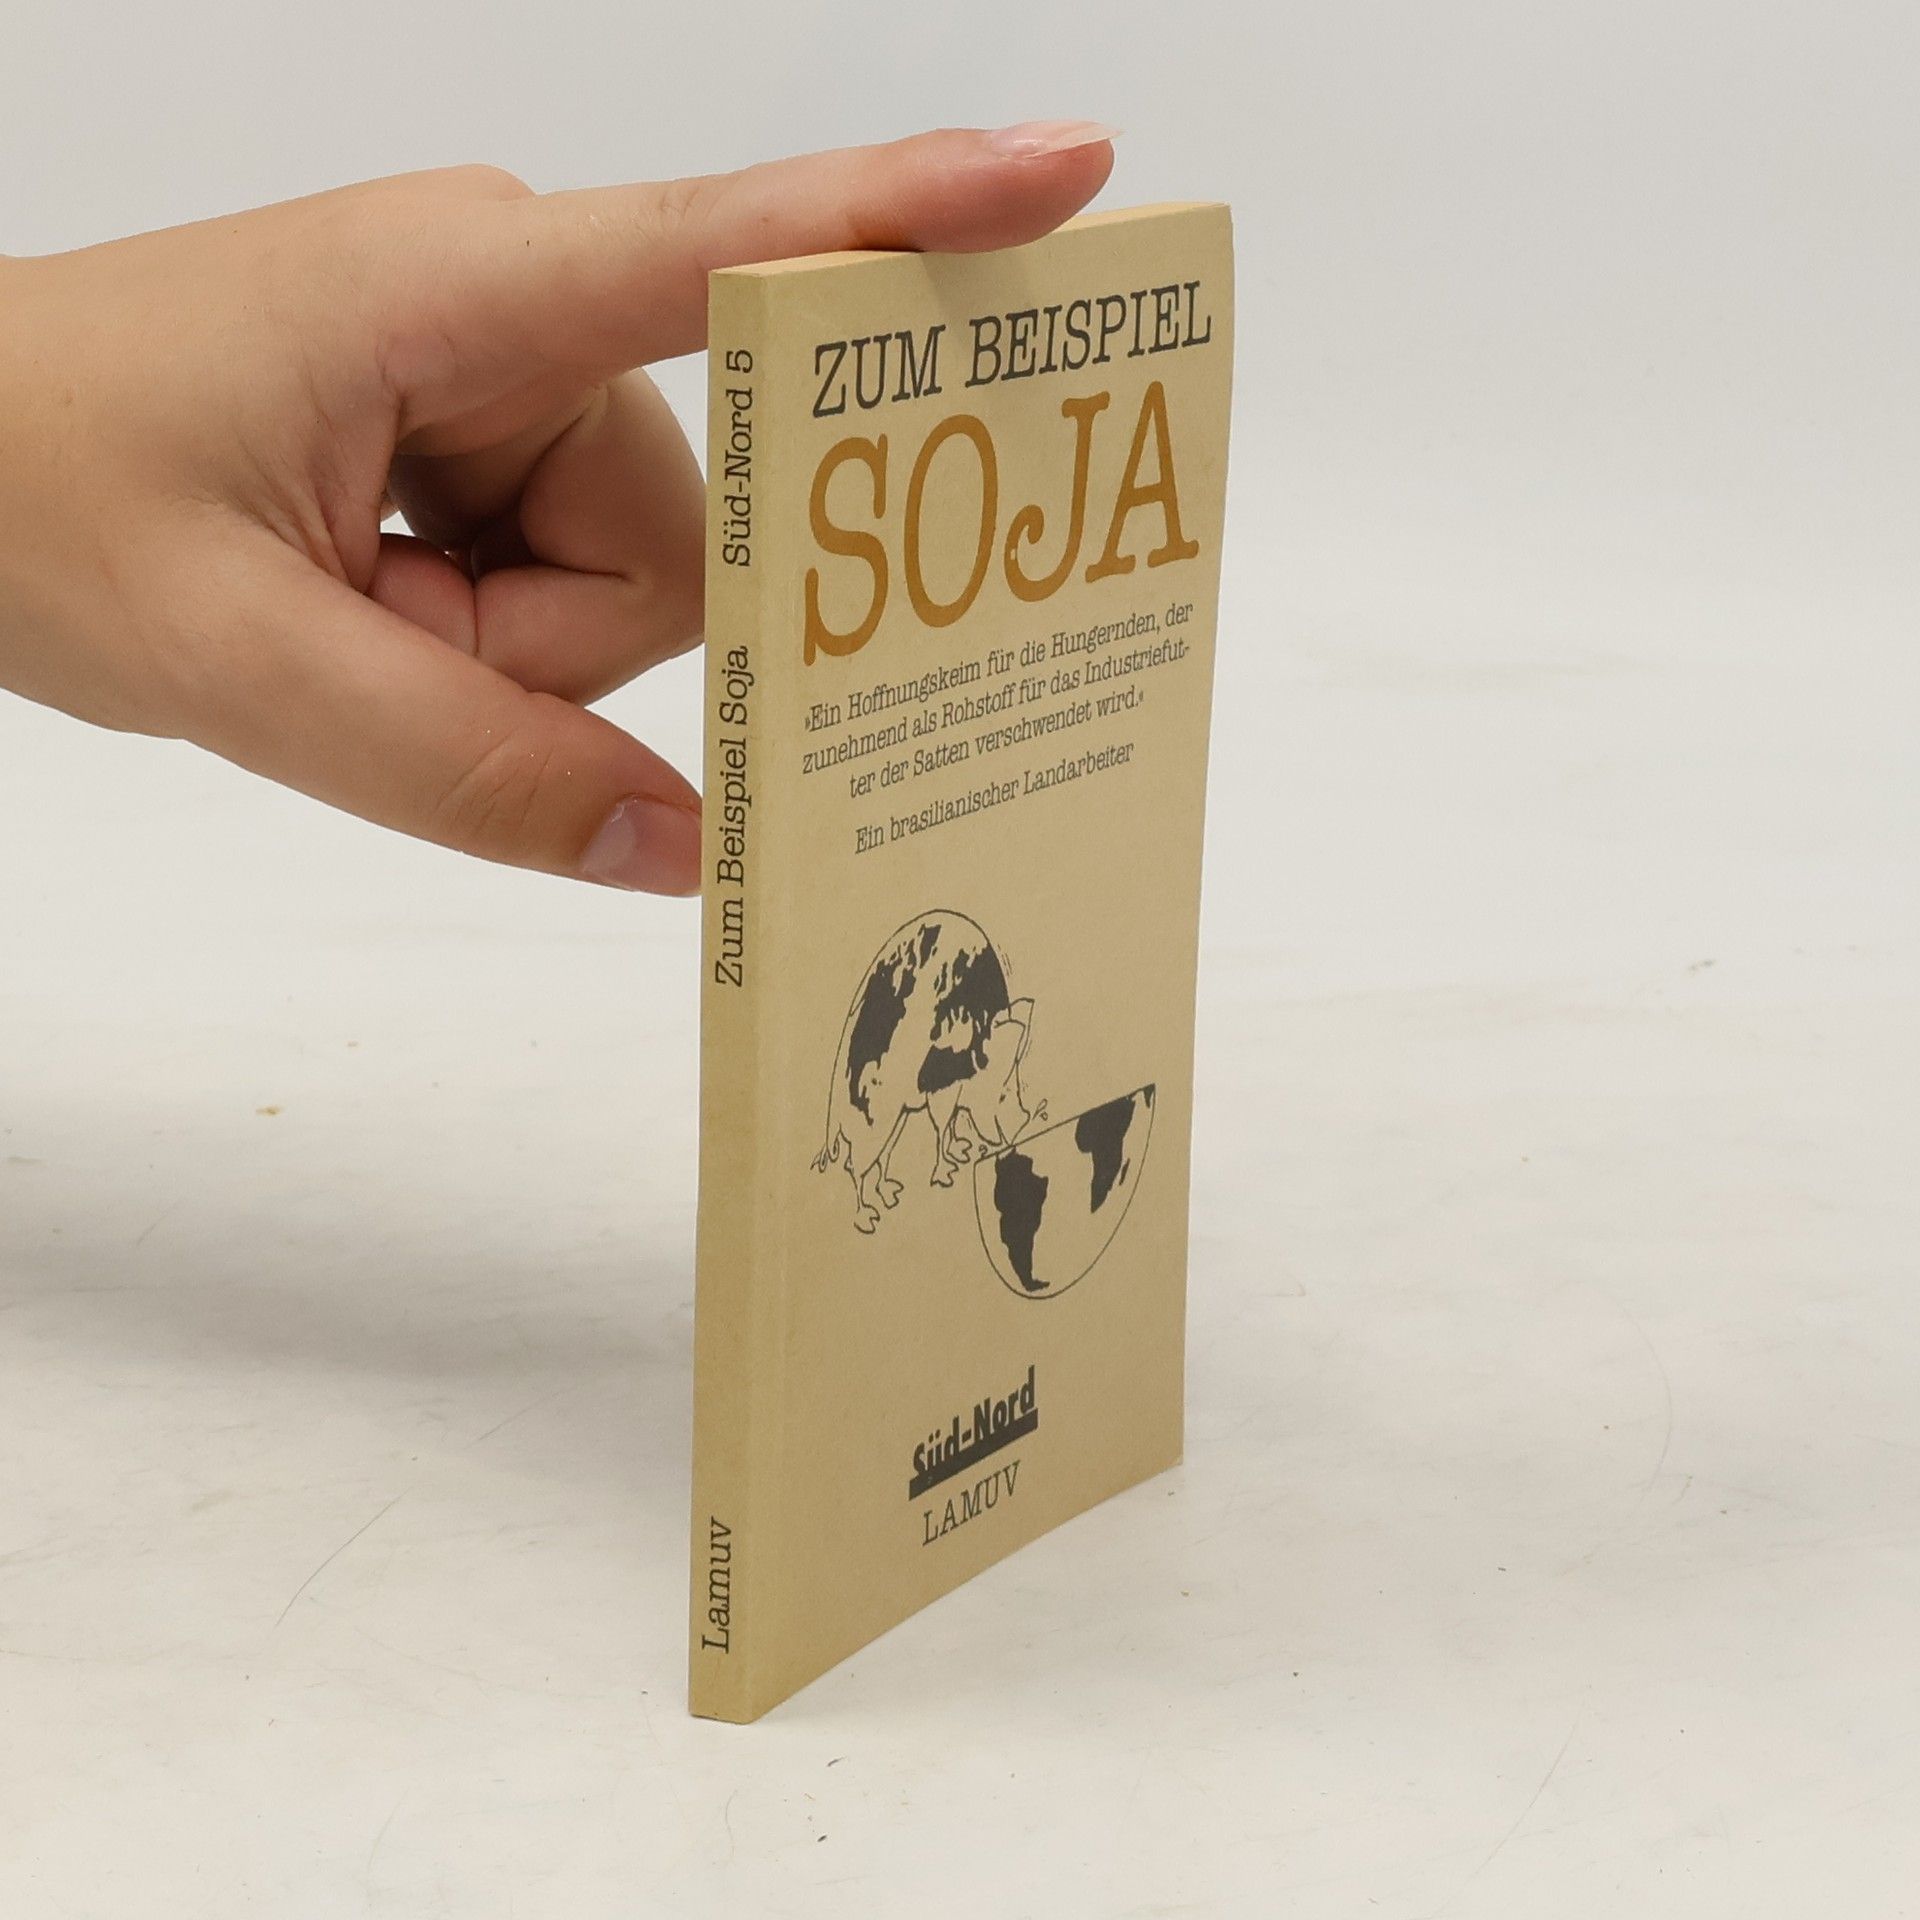 ZUM BEISPIEL
SOJA
»Ein Hoffnungskeim für die Hungernden, der
zunehmend als Rohstoff für das Industriefut-
ter der Satten verschwendet wird.«
Ein brasilianischer Landarbeiter
Süd-Nord
LAMUV
Lamuv Zum Beispiel Soja Süd-Nord 5